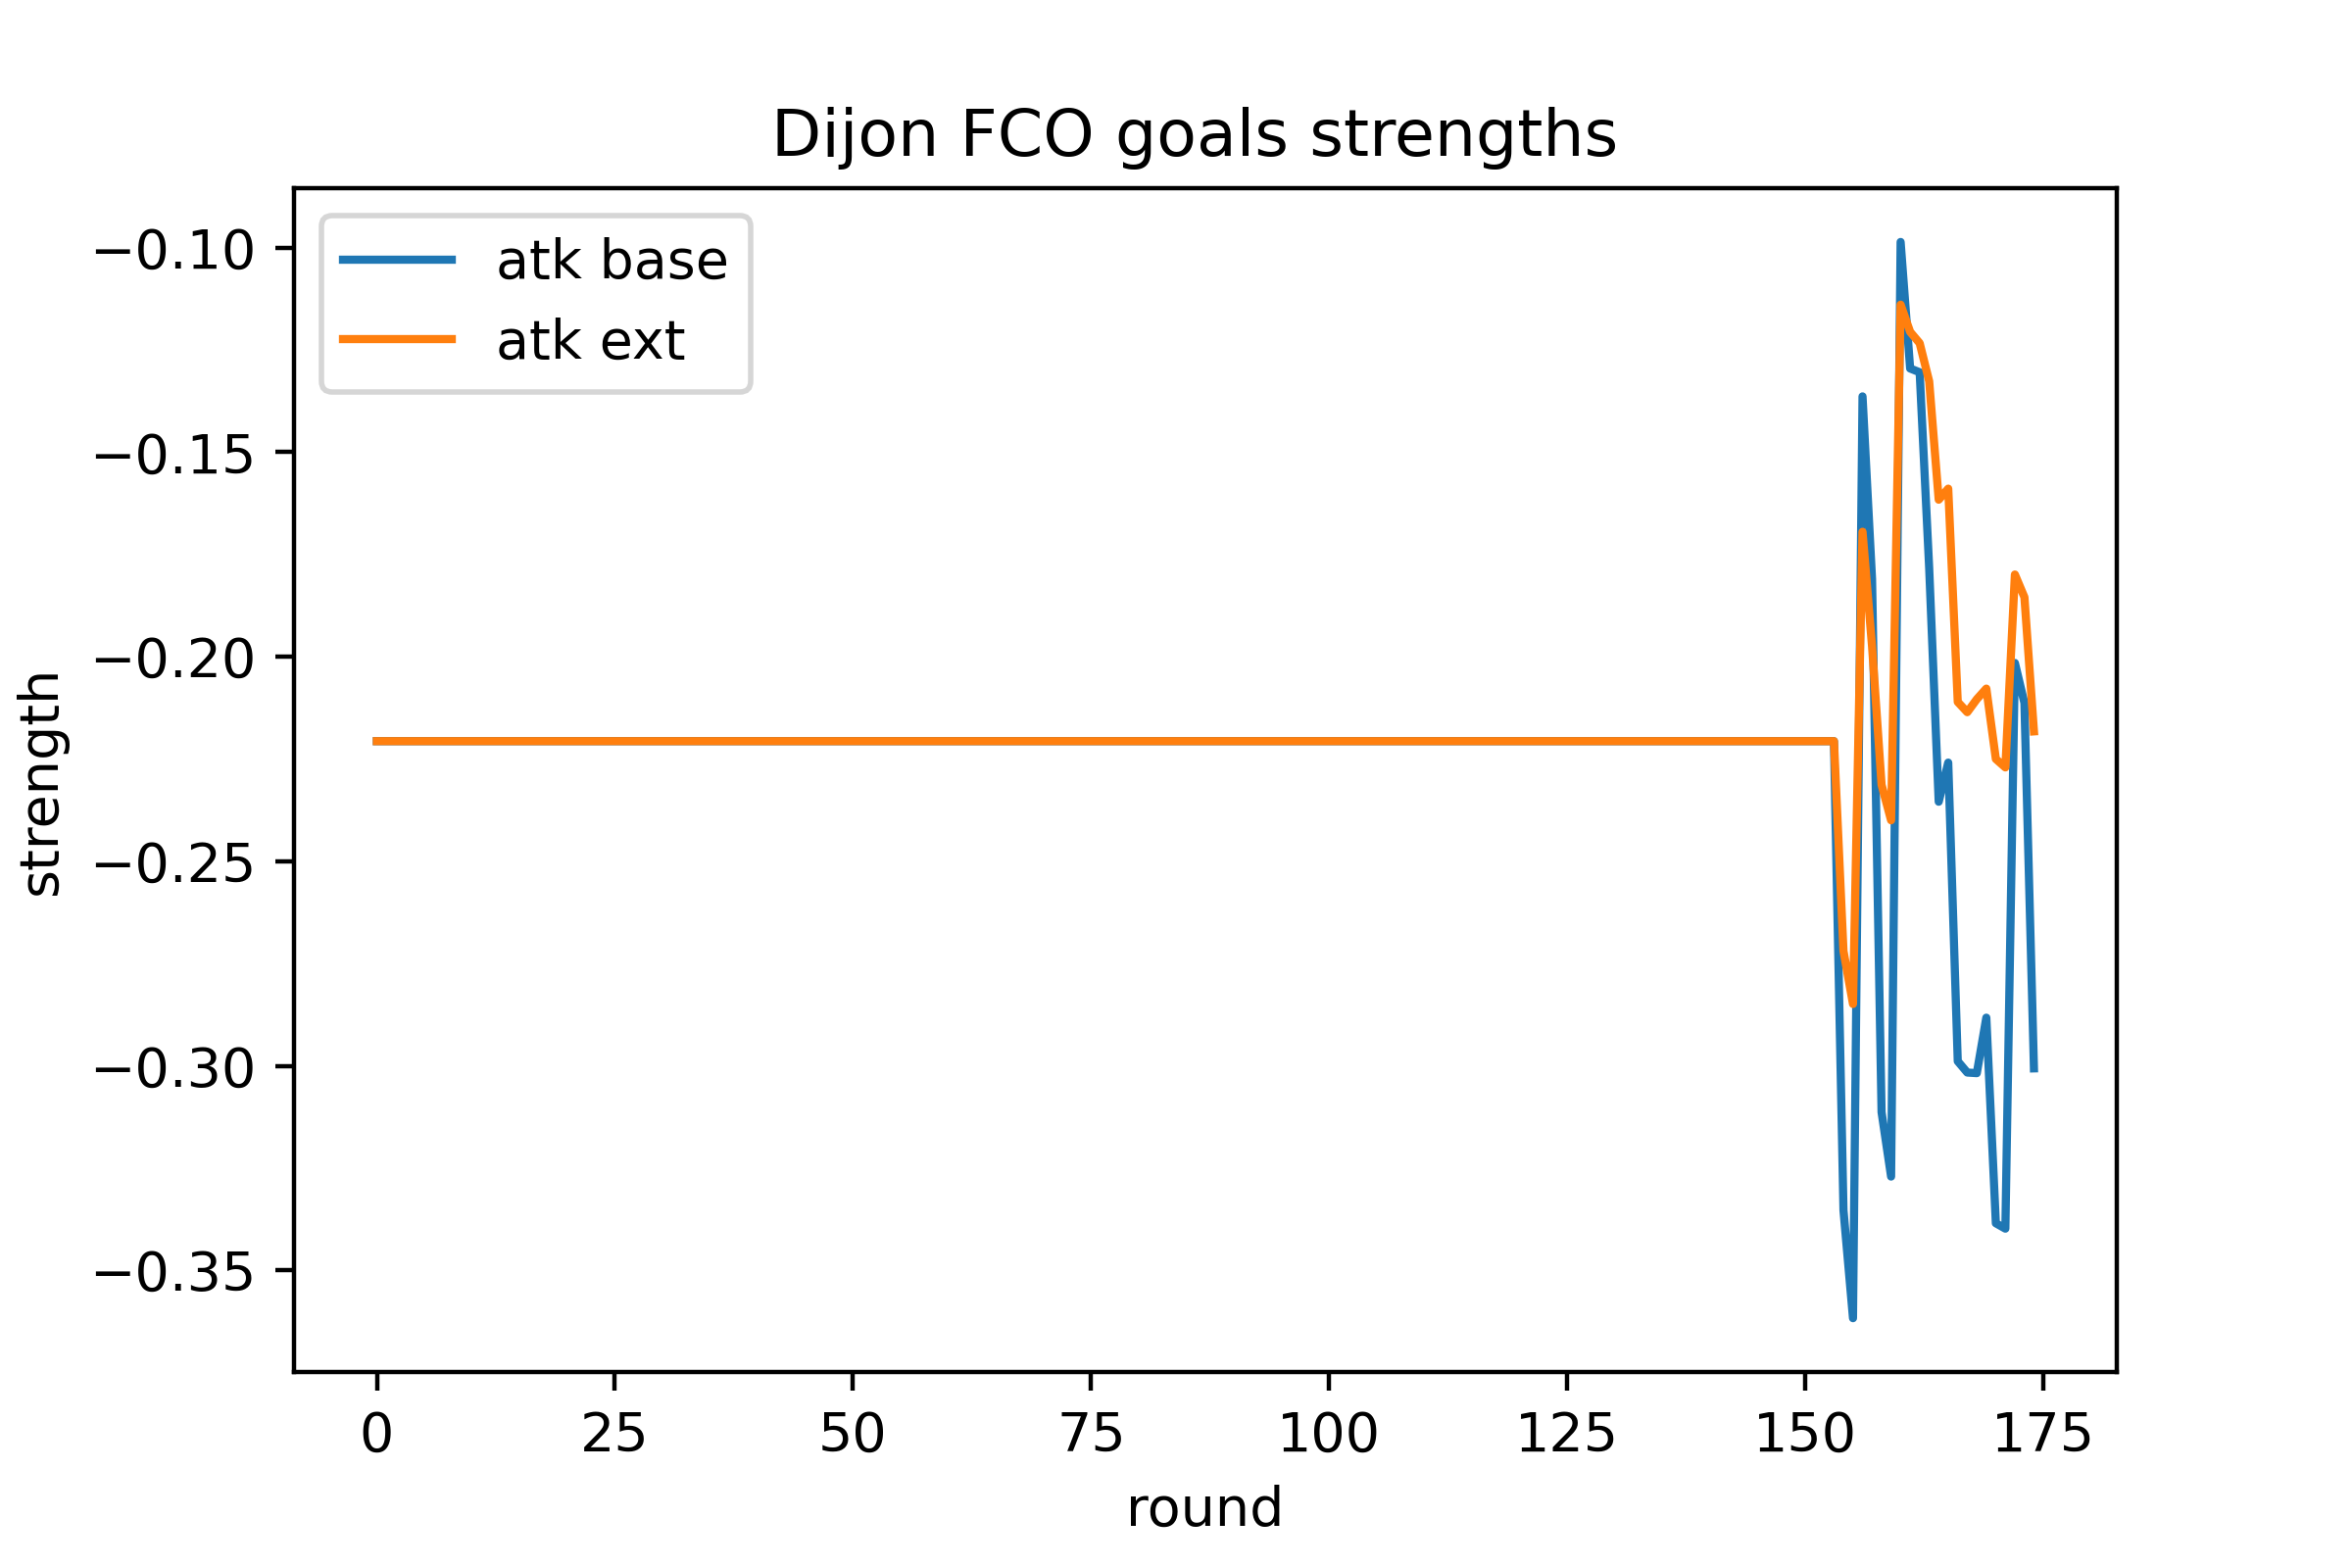 Dijon FCO goals strengths
atk base
atk ext
strength
−0.10
−0.15
−0.20
−0.25
−0.30
−0.35
0 25 50 75 100 125 150 175
round